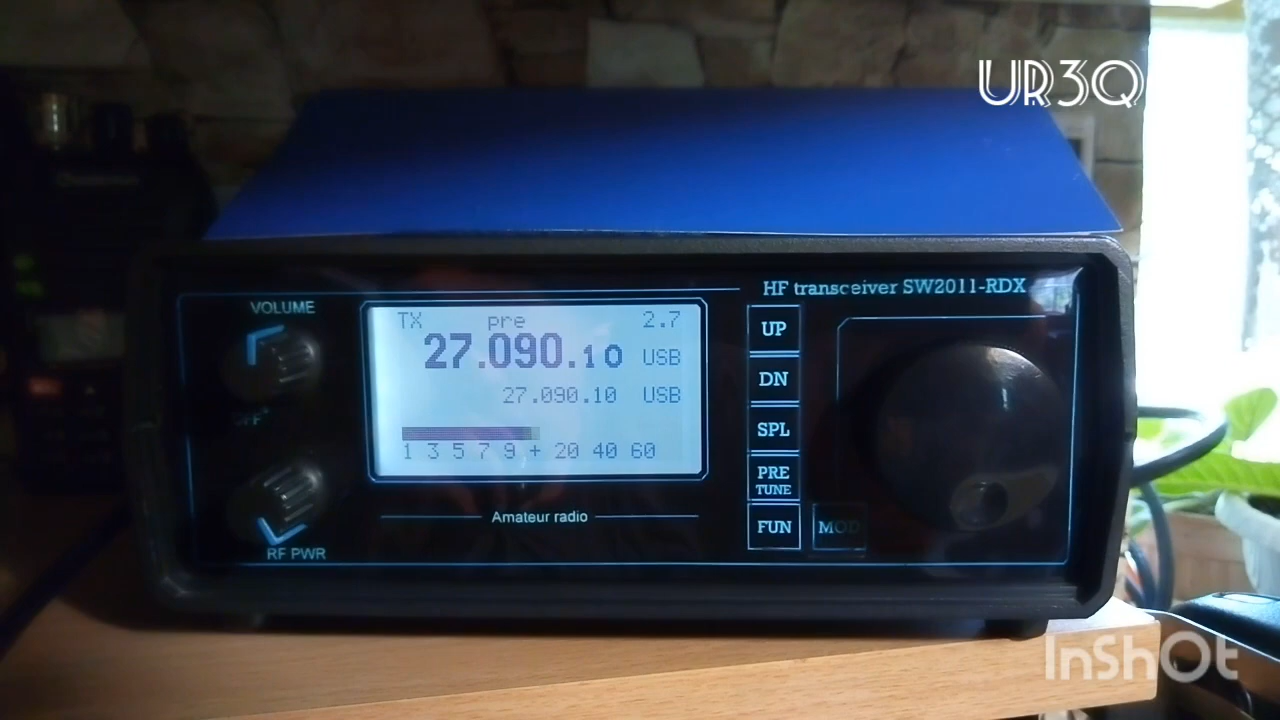 UR3Q
HF transceiver SW2011-RDX
VOLUME
OFF
TX pre 2.7
27.090.10 USB
27.090.10 USB
1 3 5 7 9 + 20 40 60
RF PWR
Amateur radio
UP
DN
SPL
PRE
TUNE
FUN
MOD
InShOt